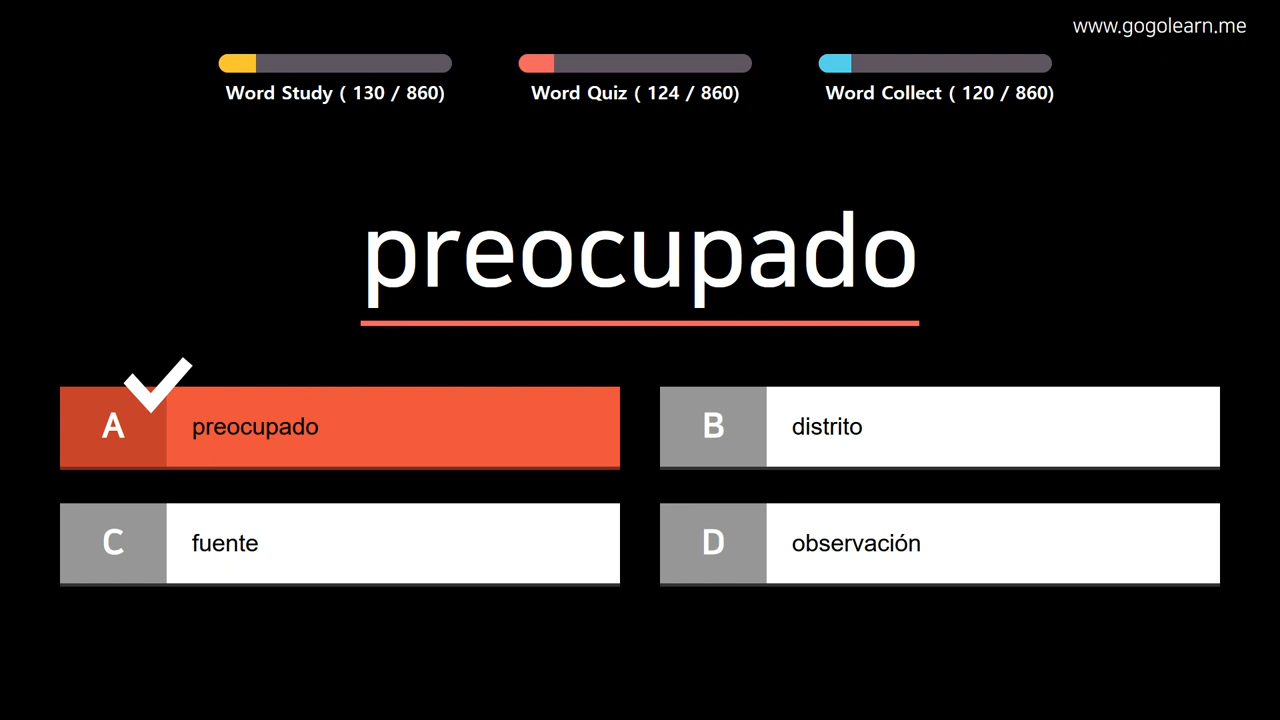 www.gogolearn.me
Word Study ( 130 / 860)
Word Quiz ( 124 / 860)
Word Collect ( 120 / 860)
preocupado
A preocupado
B distrito
C fuente
D observación